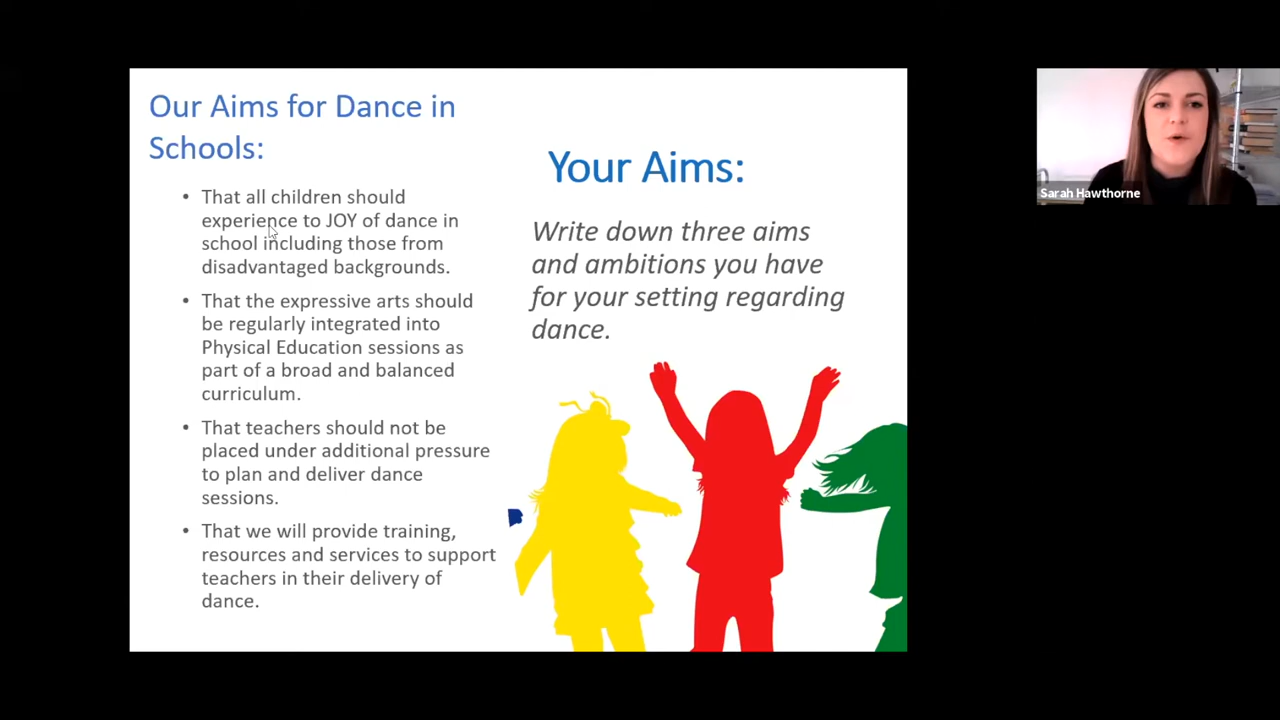 Our Aims for Dance in
Schools:
• That all children should
experience to JOY of dance in
school including those from
disadvantaged backgrounds.
• That the expressive arts should
be regularly integrated into
Physical Education sessions as
part of a broad and balanced
curriculum.
• That teachers should not be
placed under additional pressure
to plan and deliver dance
sessions.
• That we will provide training,
resources and services to support
teachers in their delivery of
dance.
Your Aims:
Write down three aims
and ambitions you have
for your setting regarding
dance.
Sarah Hawthorne